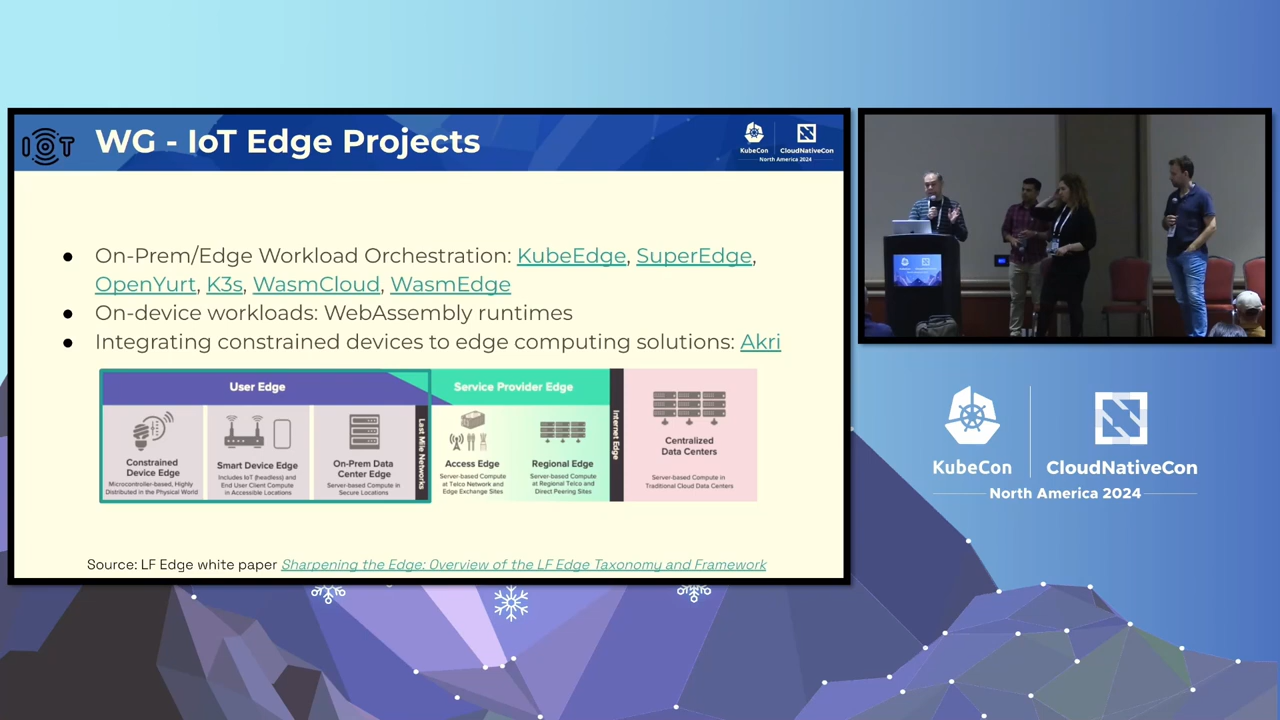 IOT
WG - IoT Edge Projects
KubeCon
CloudNativeCon
North America 2024
● On-Prem/Edge Workload Orchestration: KubeEdge, SuperEdge,
OpenYurt, K3s, WasmCloud, WasmEdge
● On-device workloads: WebAssembly runtimes
● Integrating constrained devices to edge computing solutions: Akri
User Edge
Service Provider Edge
Constrained
Device Edge
Microcontroller-based, Highly
Distributed in the Physical World
Smart Device Edge
Includes IoT (headless) and
End User Client Compute
in Accessible Locations
On-Prem Data
Center Edge
Server-based Compute in
Secure Locations
Last Mile Networks
Access Edge
Server-based Compute
at Telco Network and
Edge Exchange Sites
Regional Edge
Server-based Compute
at Regional Telco and
Direct Peering Sites
Internet Edge
Centralized
Data Centers
Server-based Compute in
Traditional Cloud Data Centers
Source: LF Edge white paper Sharpening the Edge: Overview of the LF Edge Taxonomy and Framework
KubeCon
CloudNativeCon
North America 2024